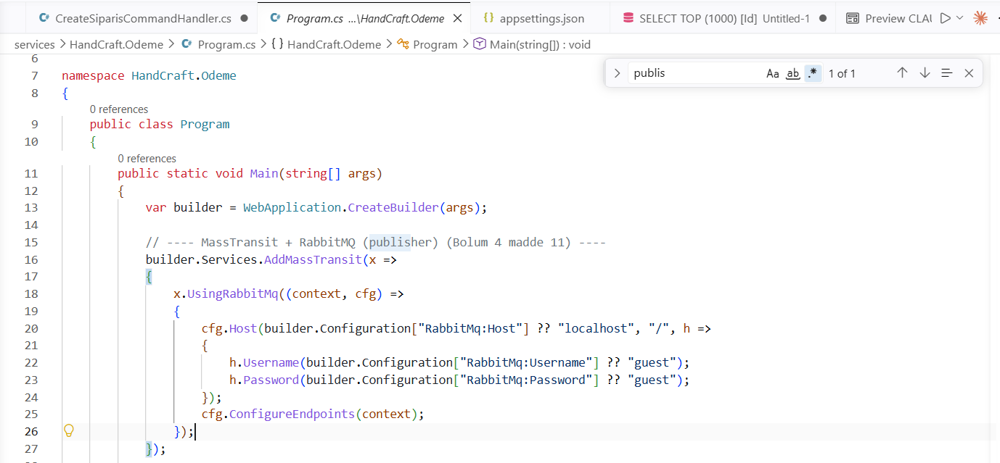 CreateSiparisCommandHandler.cs Program.cs ...\HandCraft.Odeme {} appsettings.json SELECT TOP (1000) [Id] Untitled-1 Preview CLAU
services > HandCraft.Odeme > Program.cs > { } HandCraft.Odeme > Program > Main(string[]) : void
publis Aa ab .* 1 of 1
6
7 namespace HandCraft.Odeme
8 {
0 references
9 public class Program
10 {
0 references
11 public static void Main(string[] args)
12 {
13 var builder = WebApplication.CreateBuilder(args);
14
15 // ---- MassTransit + RabbitMQ (publisher) (Bolum 4 madde 11) ----
16 builder.Services.AddMassTransit(x =>
17 {
18 x.UsingRabbitMq((context, cfg) =>
19 {
20 cfg.Host(builder.Configuration["RabbitMq:Host"] ?? "localhost", "/", h =>
21 {
22 h.Username(builder.Configuration["RabbitMq:Username"] ?? "guest");
23 h.Password(builder.Configuration["RabbitMq:Password"] ?? "guest");
24 });
25 cfg.ConfigureEndpoints(context);
26 });
27 });